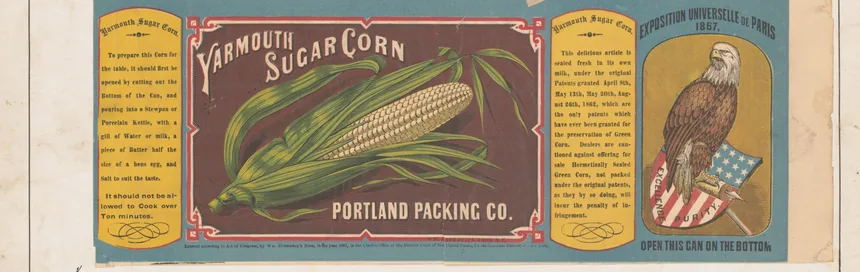 Yarmouth Sugar Corn.
To prepare this Corn for
the table, it should first be
opened by cutting out the
Bottom of the Can, and
pouring into a Stewpan or
Porcelain Kettle, with a
gill of Water or milk, a
piece of Butter half the
size of a hens egg, and
Salt to suit the taste.
It should not be al-
lowed to Cook over
Ten minutes.
YARMOUTH
SUGAR CORN
PORTLAND PACKING CO.
Yarmouth Sugar Corn.
This delicious article is
sealed fresh in its own
milk, under the original
Patents granted April 8th,
May 13th, May 20th, Aug-
ust 26th, 1862, which are
the only patents which
have ever been granted for
the preservation of Green
Corn. Dealers are cau-
tioned against offering for
sale Hermetically Sealed
Green Corn, not packed
under the original patents,
as they by so doing, will
incur the penalty of in-
fringement.
EXPOSITION UNIVERSELLE DE PARIS
1867.
EXCELLENCE
PURITY.
OPEN THIS CAN ON THE BOTTOM